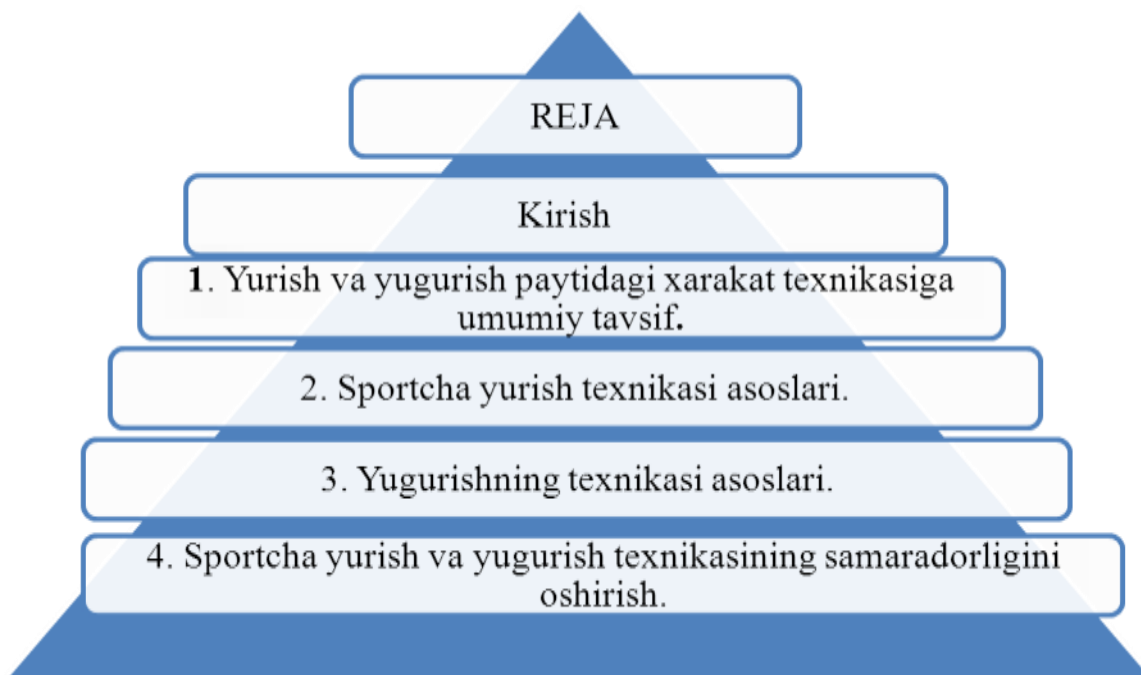 REJA
Kirish
1. Yurish va yugurish paytidagi xarakat texnikasiga
umumiy tavsif.
2. Sportcha yurish texnikasi asoslari.
3. Yugurishning texnikasi asoslari.
4. Sportcha yurish va yugurish texnikasining samaradorligini
oshirish.